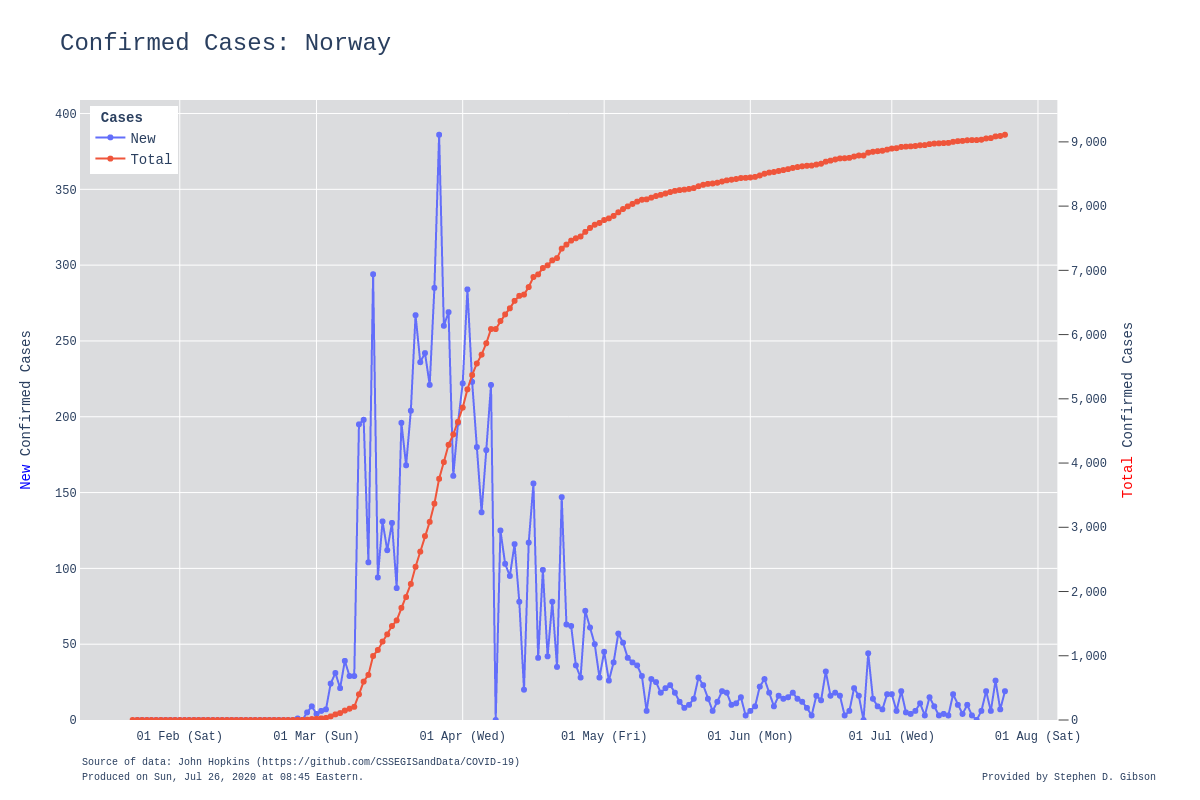 Confirmed Cases: Norway
Cases
New
Total
400
350
300
250
200
150
100
50
0
New Confirmed Cases
9,000
8,000
7,000
6,000
5,000
4,000
3,000
2,000
1,000
0
Total Confirmed Cases
01 Feb (Sat) 01 Mar (Sun) 01 Apr (Wed) 01 May (Fri) 01 Jun (Mon) 01 Jul (Wed) 01 Aug (Sat)
Source of data: John Hopkins (https://github.com/CSSEGISandData/COVID-19)
Produced on Sun, Jul 26, 2020 at 08:45 Eastern.
Provided by Stephen D. Gibson